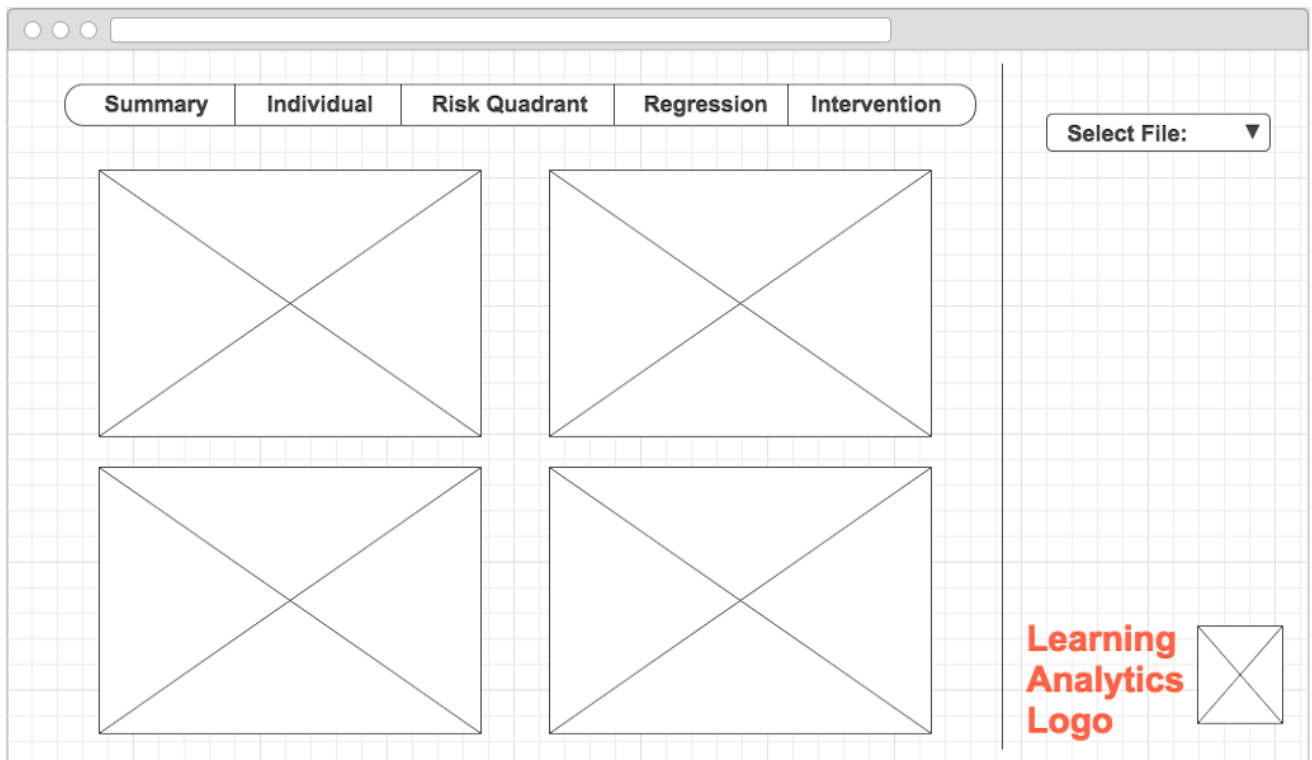 Summary Individual Risk Quadrant Regression Intervention
Select File: ▼
Learning
Analytics
Logo